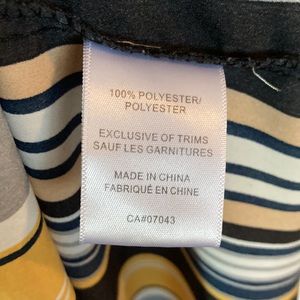 100% POLYESTER/
POLYESTER
EXCLUSIVE OF TRIMS
SAUF LES GARNITURES
MADE IN CHINA
FABRIQUÉ EN CHINE
CA#07043